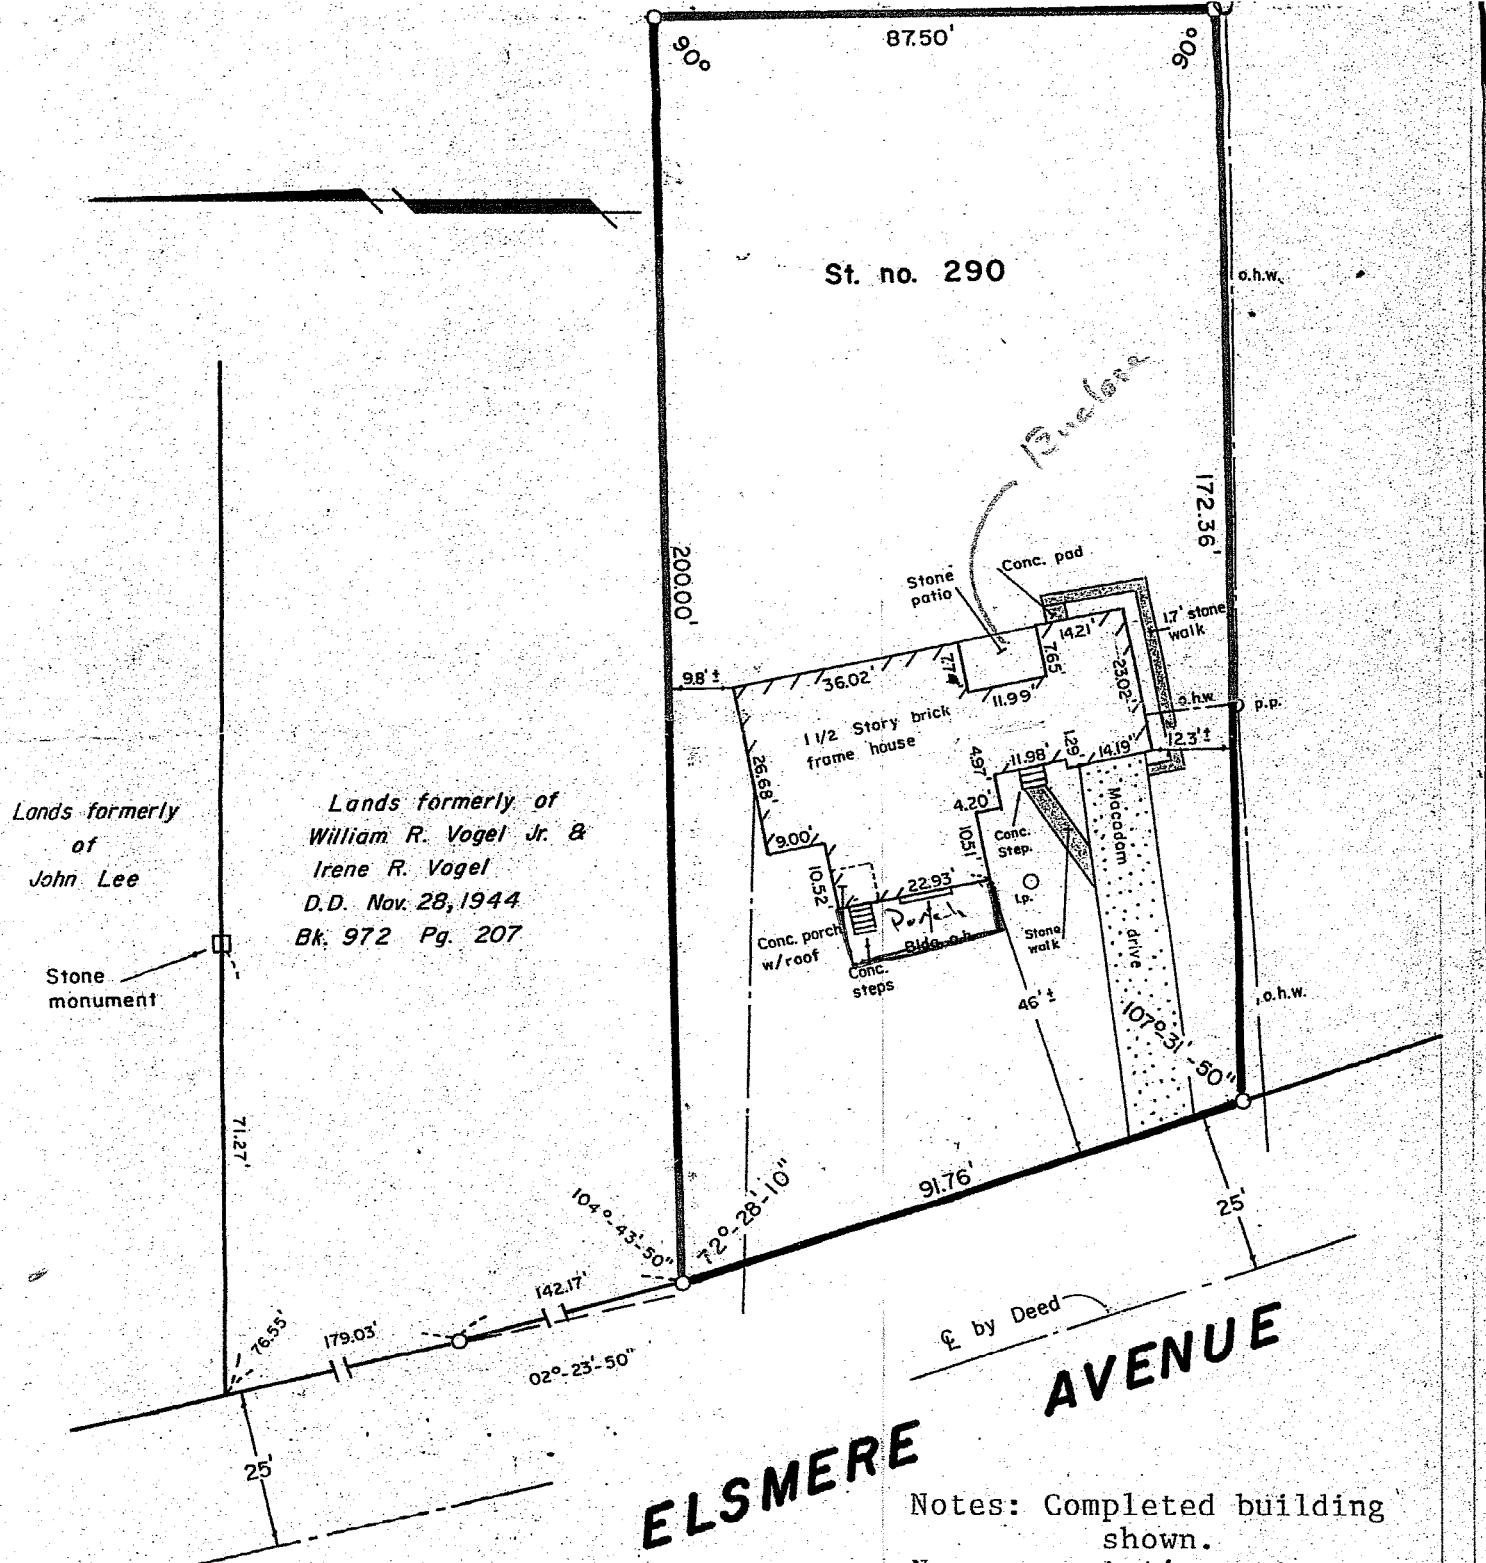 87.50'
90°
90°
St. no. 290
o.h.w.
172.36'
200.00'
Stone
patio
Conc. pad
1.7' stone
walk
14.21'
7.65'
23.02'
9.8'±
36.02'
11.99'
o.h.w.
p.p.
1 1/2 Story brick
frame house
4.97'
11.98'
1.29'
14.19'
12.3'±
26.68'
4.20'
Conc.
Step.
Macadam
drive
9.00'
10.51'
10.52'
22.93'
l.p.
Stone
walk
Conc. porch
w/roof
Bldg. o.h.
Conc.
steps
46'±
107°-31'-50"
o.h.w.
Lands formerly
of
John Lee
Lands formerly of
William R. Vogel Jr. &
Irene R. Vogel
D.D. Nov. 28, 1944
Bk. 972 Pg. 207
Stone
monument
71.27'
104°-43'-50"
72°-28'-10"
91.76'
25'
142.17'
179.03'
76.55'
02°-23'-50"
25'
℄ by Deed
ELSMERE AVENUE
Notes: Completed building
shown.